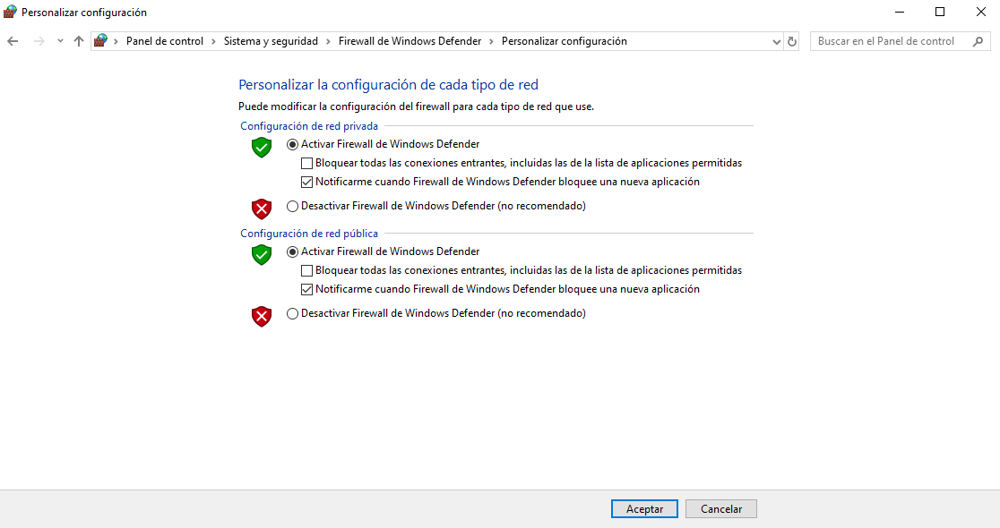 Personalizar configuración
Panel de control > Sistema y seguridad > Firewall de Windows Defender > Personalizar configuración
Buscar en el Panel de control
Personalizar la configuración de cada tipo de red
Puede modificar la configuración del firewall para cada tipo de red que use.
Configuración de red privada
Activar Firewall de Windows Defender
Bloquear todas las conexiones entrantes, incluidas las de la lista de aplicaciones permitidas
Notificarme cuando Firewall de Windows Defender bloquee una nueva aplicación
Desactivar Firewall de Windows Defender (no recomendado)
Configuración de red pública
Activar Firewall de Windows Defender
Bloquear todas las conexiones entrantes, incluidas las de la lista de aplicaciones permitidas
Notificarme cuando Firewall de Windows Defender bloquee una nueva aplicación
Desactivar Firewall de Windows Defender (no recomendado)
Aceptar
Cancelar